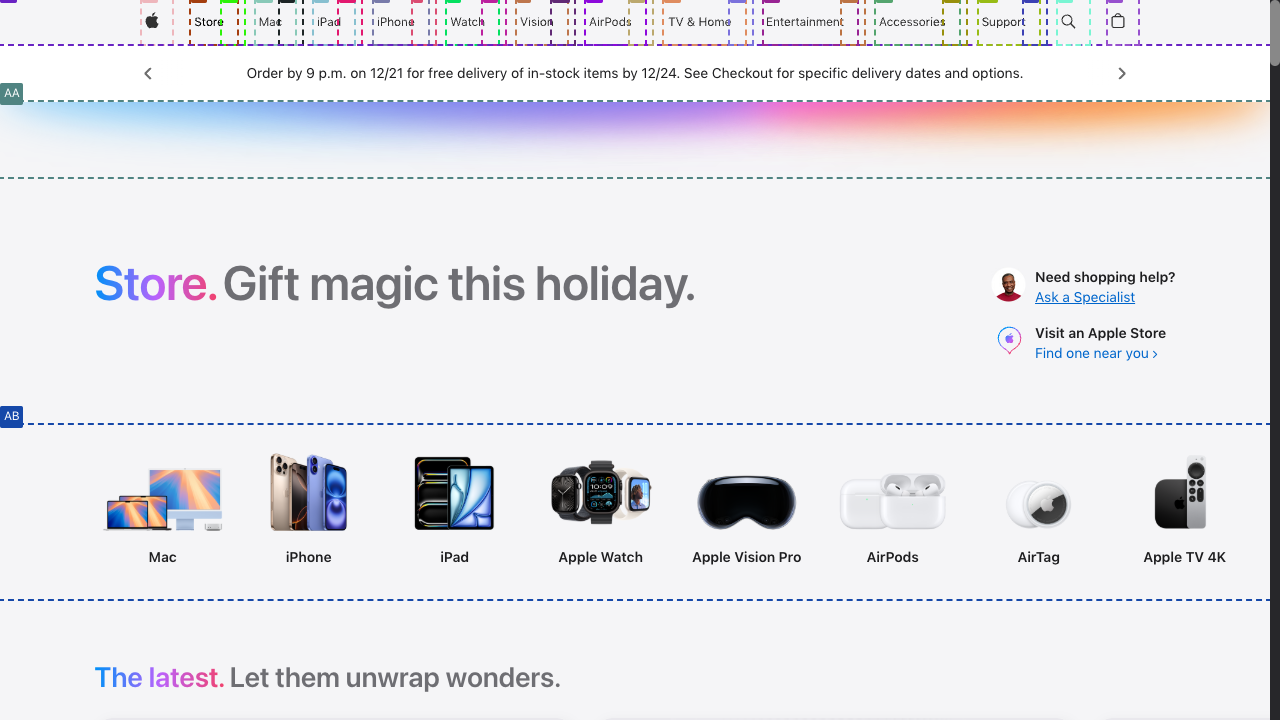 Store Mac iPad iPhone Watch Vision AirPods TV & Home Entertainment Accessories Support
Order by 9 p.m. on 12/21 for free delivery of in-stock items by 12/24. See Checkout for specific delivery dates and options.
AA
Store. Gift magic this holiday.
Need shopping help?
Ask a Specialist
Visit an Apple Store
Find one near you ›
AB
Mac iPhone iPad Apple Watch Apple Vision Pro AirPods AirTag Apple TV 4K
The latest. Let them unwrap wonders.